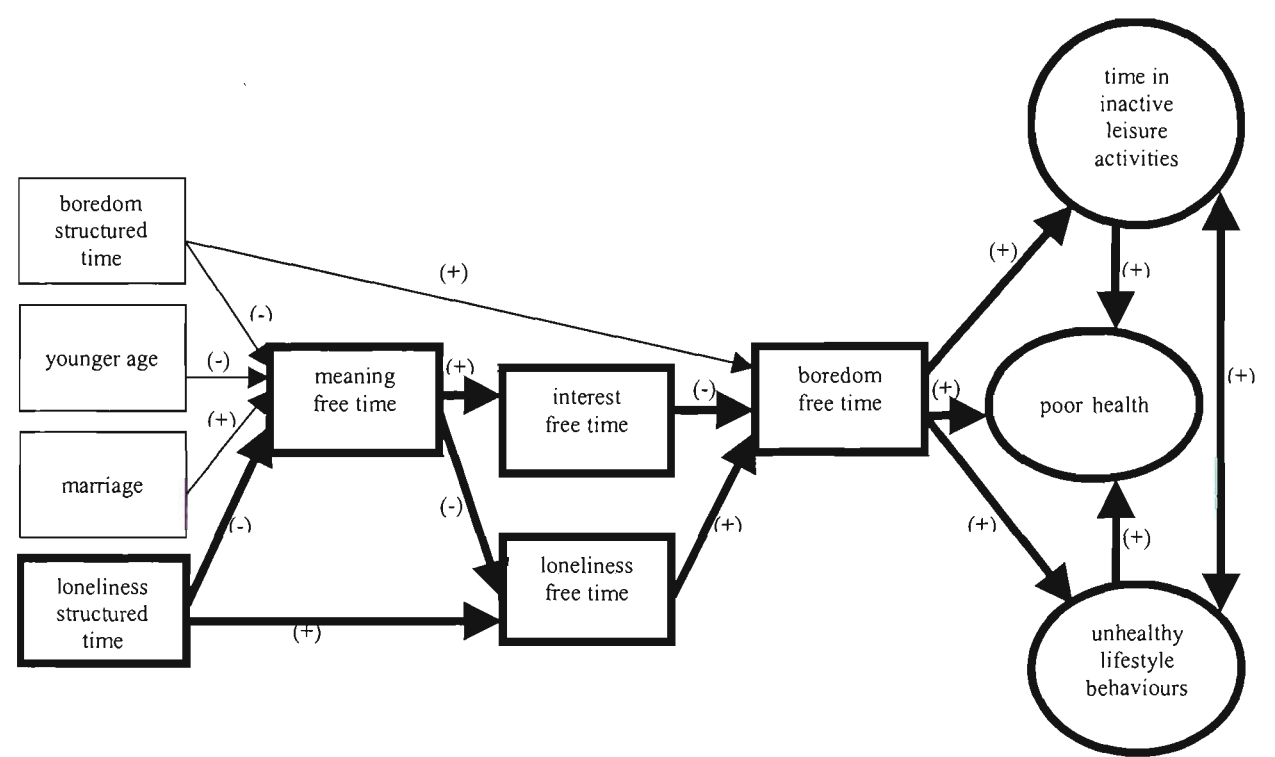 time in
inactive
leisure
activities
boredom
structured
time
(+)
(+)
(+)
(-)
younger age
(-)
meaning
free time
(+)
interest
free time
(-)
boredom
free time
(+)
poor health
(+)
(+)
marriage
(-)
(-)
(+)
(+)
(+)
loneliness
structured
time
(+)
loneliness
free time
unhealthy
lifestyle
behaviours